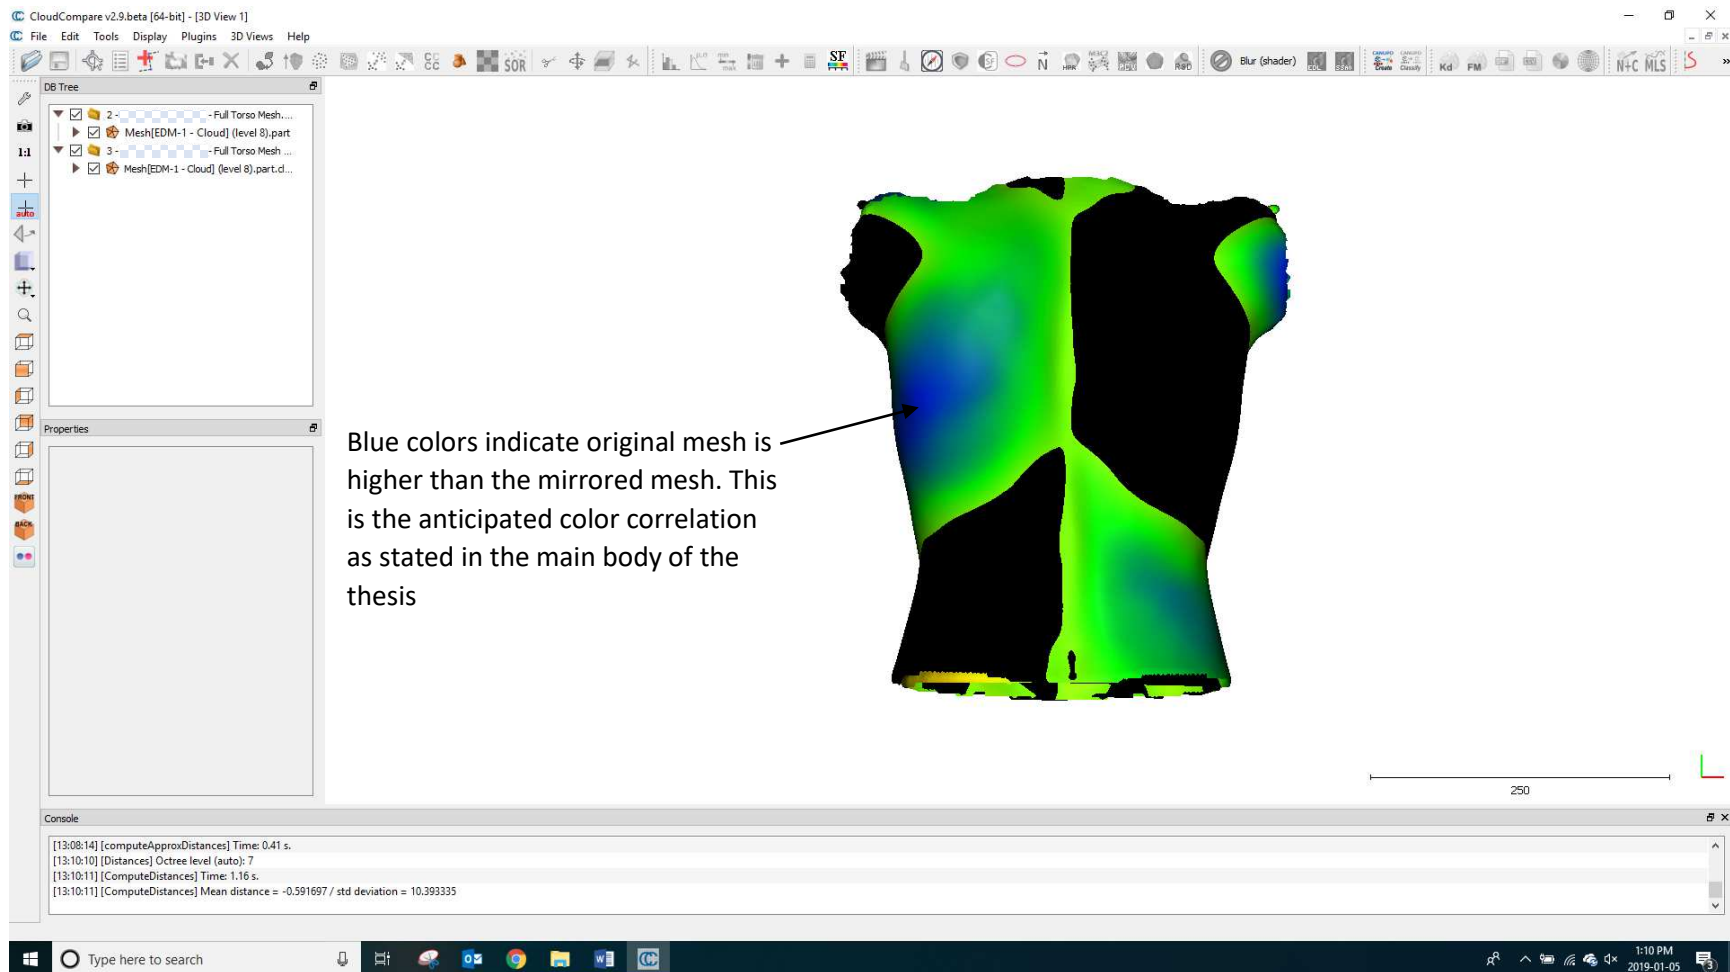 CloudCompare v2.9.beta [64-bit] - [3D View 1]
File Edit Tools Display Plugins 3D Views Help
SOR SF Blur (shader) Kd FM N+C MLS
DB Tree
2 - - Full Torso Mesh....
Mesh[EDM-1 - Cloud] (level 8).part
3 - - Full Torso Mesh ...
Mesh[EDM-1 - Cloud] (level 8).part.cl...
1:1
auto
Properties
FRONT
BACK
Blue colors indicate original mesh is
higher than the mirrored mesh. This
is the anticipated color correlation
as stated in the main body of the
thesis
250
Console
[13:08:14] [computeApproxDistances] Time: 0.41 s.
[13:10:10] [Distances] Octree level (auto): 7
[13:10:11] [ComputeDistances] Time: 1.16 s.
[13:10:11] [ComputeDistances] Mean distance = -0.591697 / std deviation = 10.393335
Type here to search
1:10 PM
2019-01-05